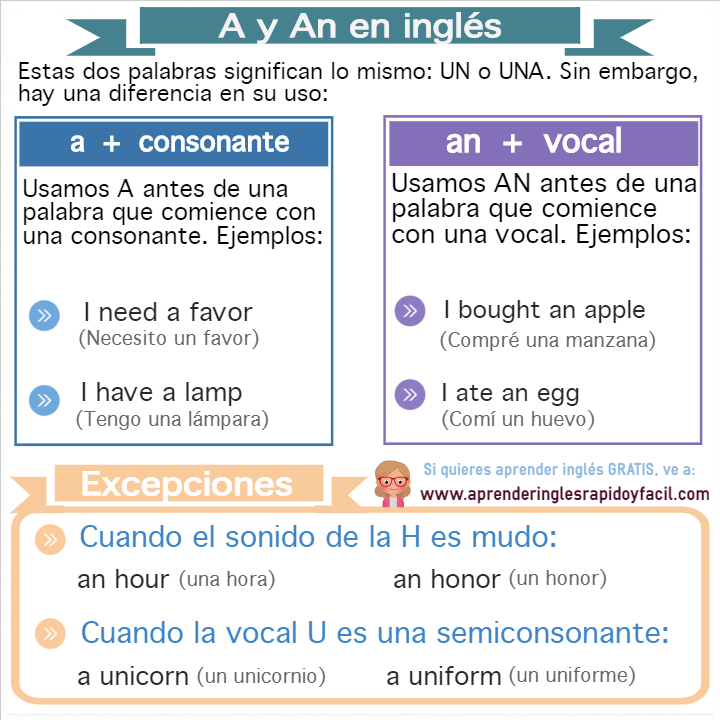 A y An en inglés
Estas dos palabras significan lo mismo: UN o UNA. Sin embargo,
hay una diferencia en su uso:
a + consonante
Usamos A antes de una
palabra que comience con
una consonante. Ejemplos:
I need a favor
(Necesito un favor)
I have a lamp
(Tengo una lámpara)
an + vocal
Usamos AN antes de una
palabra que comience
con una vocal. Ejemplos:
I bought an apple
(Compré una manzana)
I ate an egg
(Comí un huevo)
Excepciones
Si quieres aprender inglés GRATIS, ve a:
www.aprenderinglesrapidoyfacil.com
Cuando el sonido de la H es mudo:
an hour (una hora) an honor (un honor)
Cuando la vocal U es una semiconsonante:
a unicorn (un unicornio) a uniform (un uniforme)